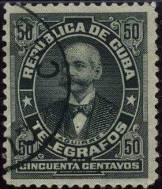 50 50
REPUBLICA DE CUBA
TELEGRAFOS
50 50
CINCUENTA CENTAVOS